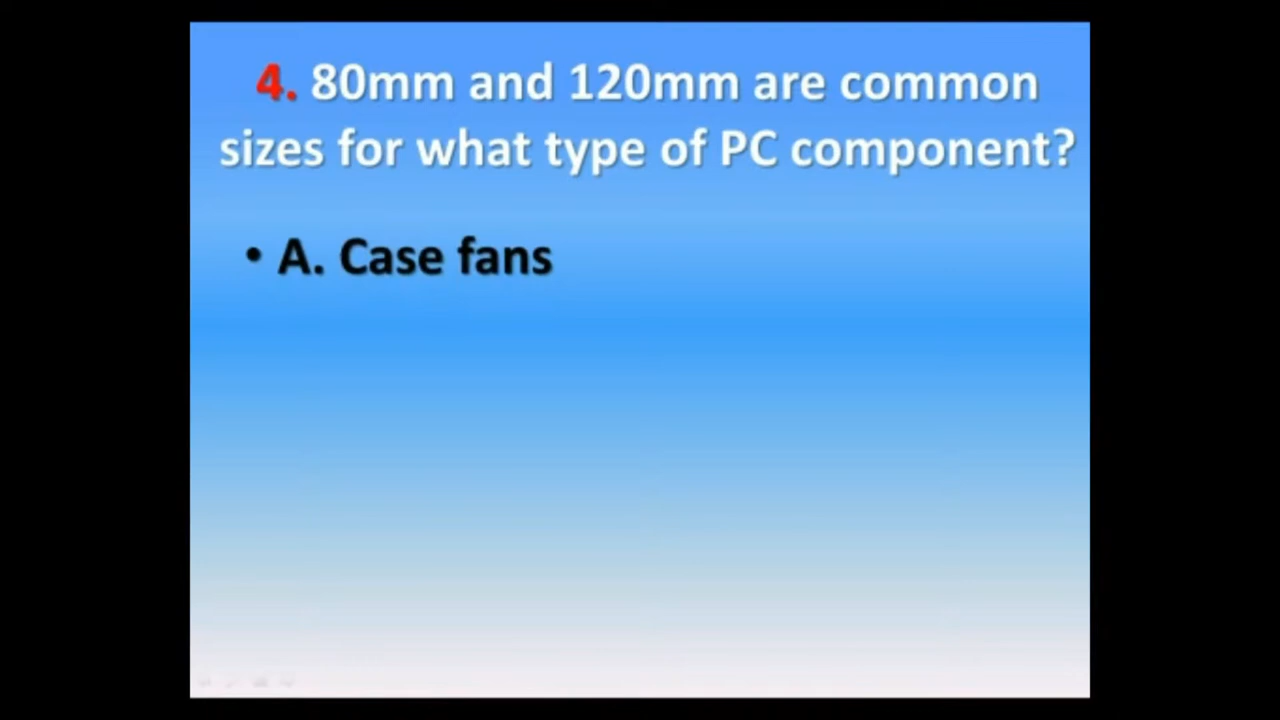 4. 80mm and 120mm are common
sizes for what type of PC component?
• A. Case fans